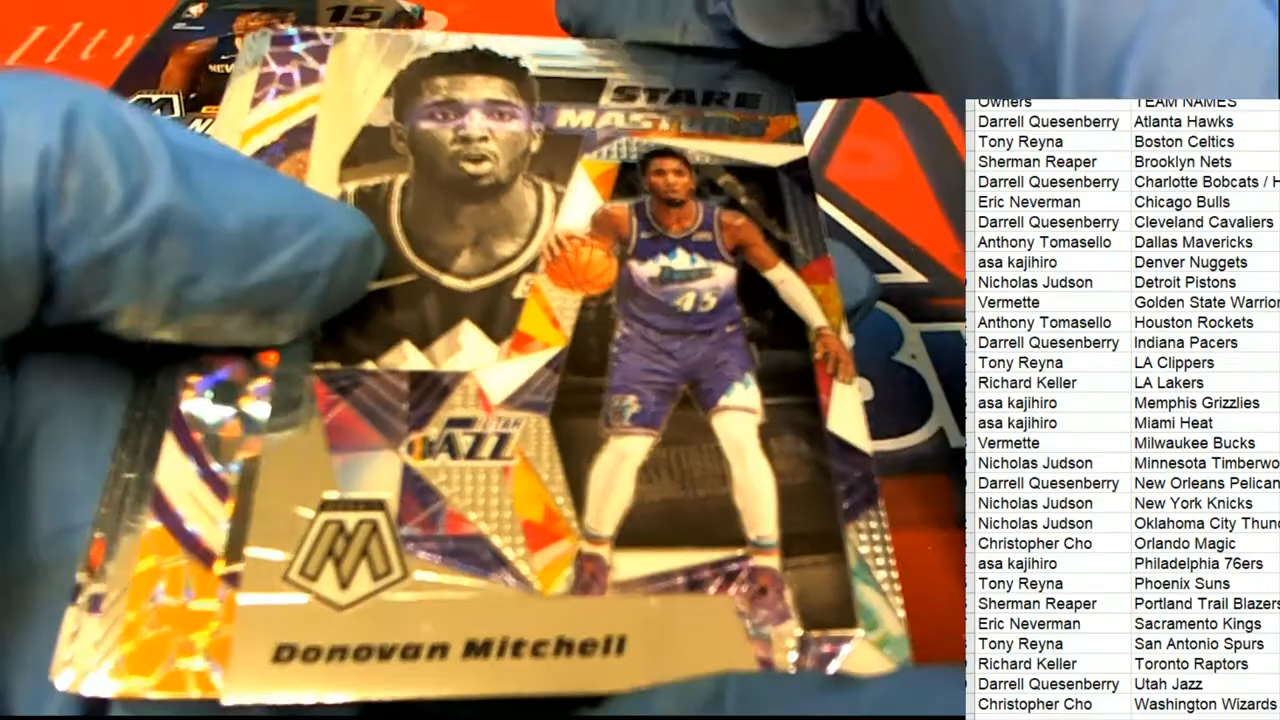 15
STARE
MASTERS
45
UTAH
JAZZ
M
Donovan Mitchell
Owners TEAM NAMES
Darrell Quesenberry Atlanta Hawks
Tony Reyna Boston Celtics
Sherman Reaper Brooklyn Nets
Darrell Quesenberry Charlotte Bobcats / H
Eric Neverman Chicago Bulls
Darrell Quesenberry Cleveland Cavaliers
Anthony Tomasello Dallas Mavericks
asa kajihiro Denver Nuggets
Nicholas Judson Detroit Pistons
Vermette Golden State Warrior
Anthony Tomasello Houston Rockets
Darrell Quesenberry Indiana Pacers
Tony Reyna LA Clippers
Richard Keller LA Lakers
asa kajihiro Memphis Grizzlies
asa kajihiro Miami Heat
Vermette Milwaukee Bucks
Nicholas Judson Minnesota Timberwo
Darrell Quesenberry New Orleans Pelican
Nicholas Judson New York Knicks
Nicholas Judson Oklahoma City Thun
Christopher Cho Orlando Magic
asa kajihiro Philadelphia 76ers
Tony Reyna Phoenix Suns
Sherman Reaper Portland Trail Blazers
Eric Neverman Sacramento Kings
Tony Reyna San Antonio Spurs
Richard Keller Toronto Raptors
Darrell Quesenberry Utah Jazz
Christopher Cho Washington Wizards